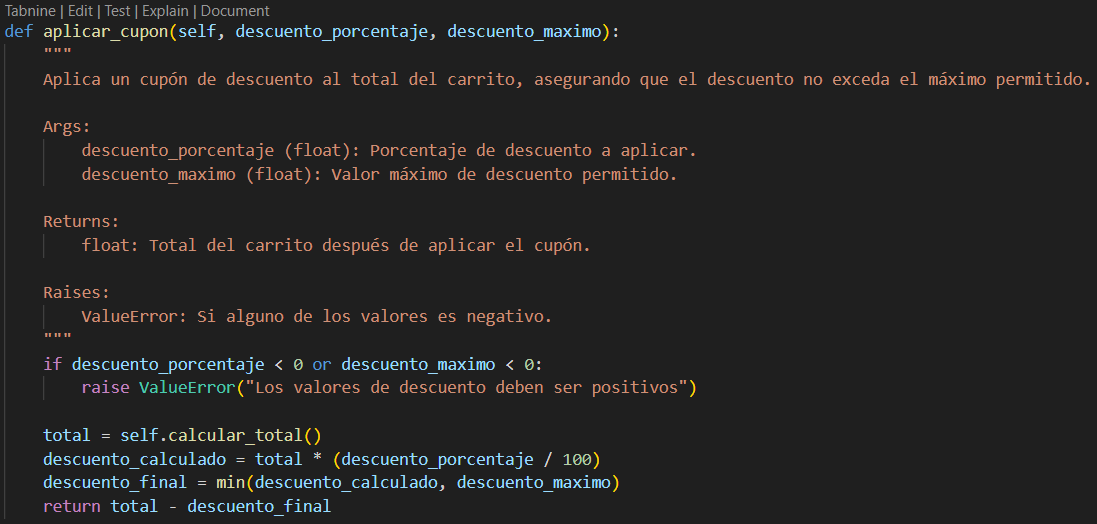 Tabnine | Edit | Test | Explain | Document
def aplicar_cupon(self, descuento_porcentaje, descuento_maximo):
    """
    Aplica un cupón de descuento al total del carrito, asegurando que el descuento no exceda el máximo permitido.

    Args:
        descuento_porcentaje (float): Porcentaje de descuento a aplicar.
        descuento_maximo (float): Valor máximo de descuento permitido.

    Returns:
        float: Total del carrito después de aplicar el cupón.

    Raises:
        ValueError: Si alguno de los valores es negativo.
    """
    if descuento_porcentaje < 0 or descuento_maximo < 0:
        raise ValueError("Los valores de descuento deben ser positivos")

    total = self.calcular_total()
    descuento_calculado = total * (descuento_porcentaje / 100)
    descuento_final = min(descuento_calculado, descuento_maximo)
    return total - descuento_final